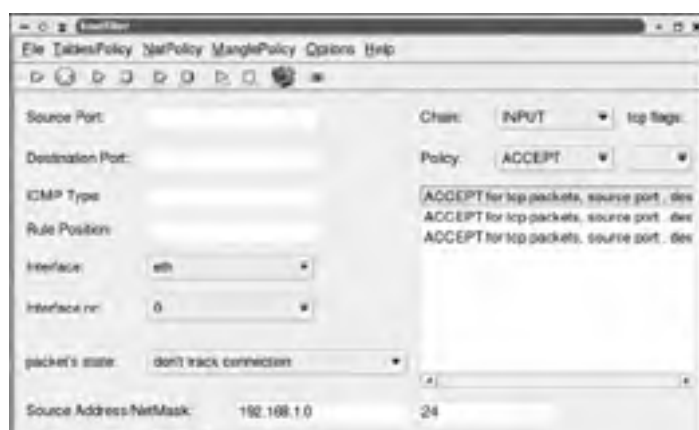 File TablesPolicy NatPolicy ManglePolicy Options Help
Source Port:
Destination Port:
ICMP Type
Rule Position
Interface: eth
Interface nr: 0
packet's state: don't track connection
Source Address/NetMask: 192.168.1.0 24
Chain: INPUT tcp flags:
Policy: ACCEPT
ACCEPT for tcp packets, source port , des
ACCEPT for tcp packets, source port , des
ACCEPT for tcp packets, source port , des